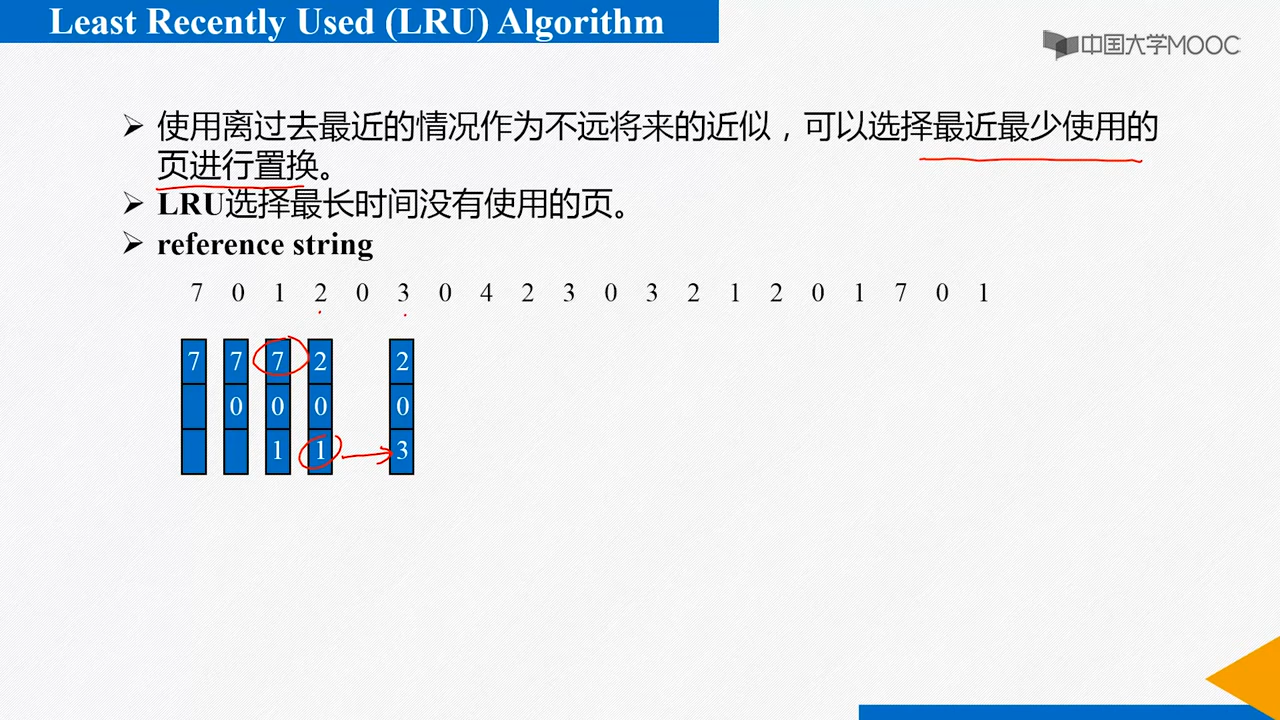 Least Recently Used (LRU) Algorithm
中国大学MOOC
使用离过去最近的情况作为不远将来的近似，可以选择最近最少使用的
页进行置换。
LRU选择最长时间没有使用的页。
reference string
7 0 1 2 0 3 0 4 2 3 0 3 2 1 2 0 1 7 0 1
7 7 7 2 2
0 0 0 0
1 1 3